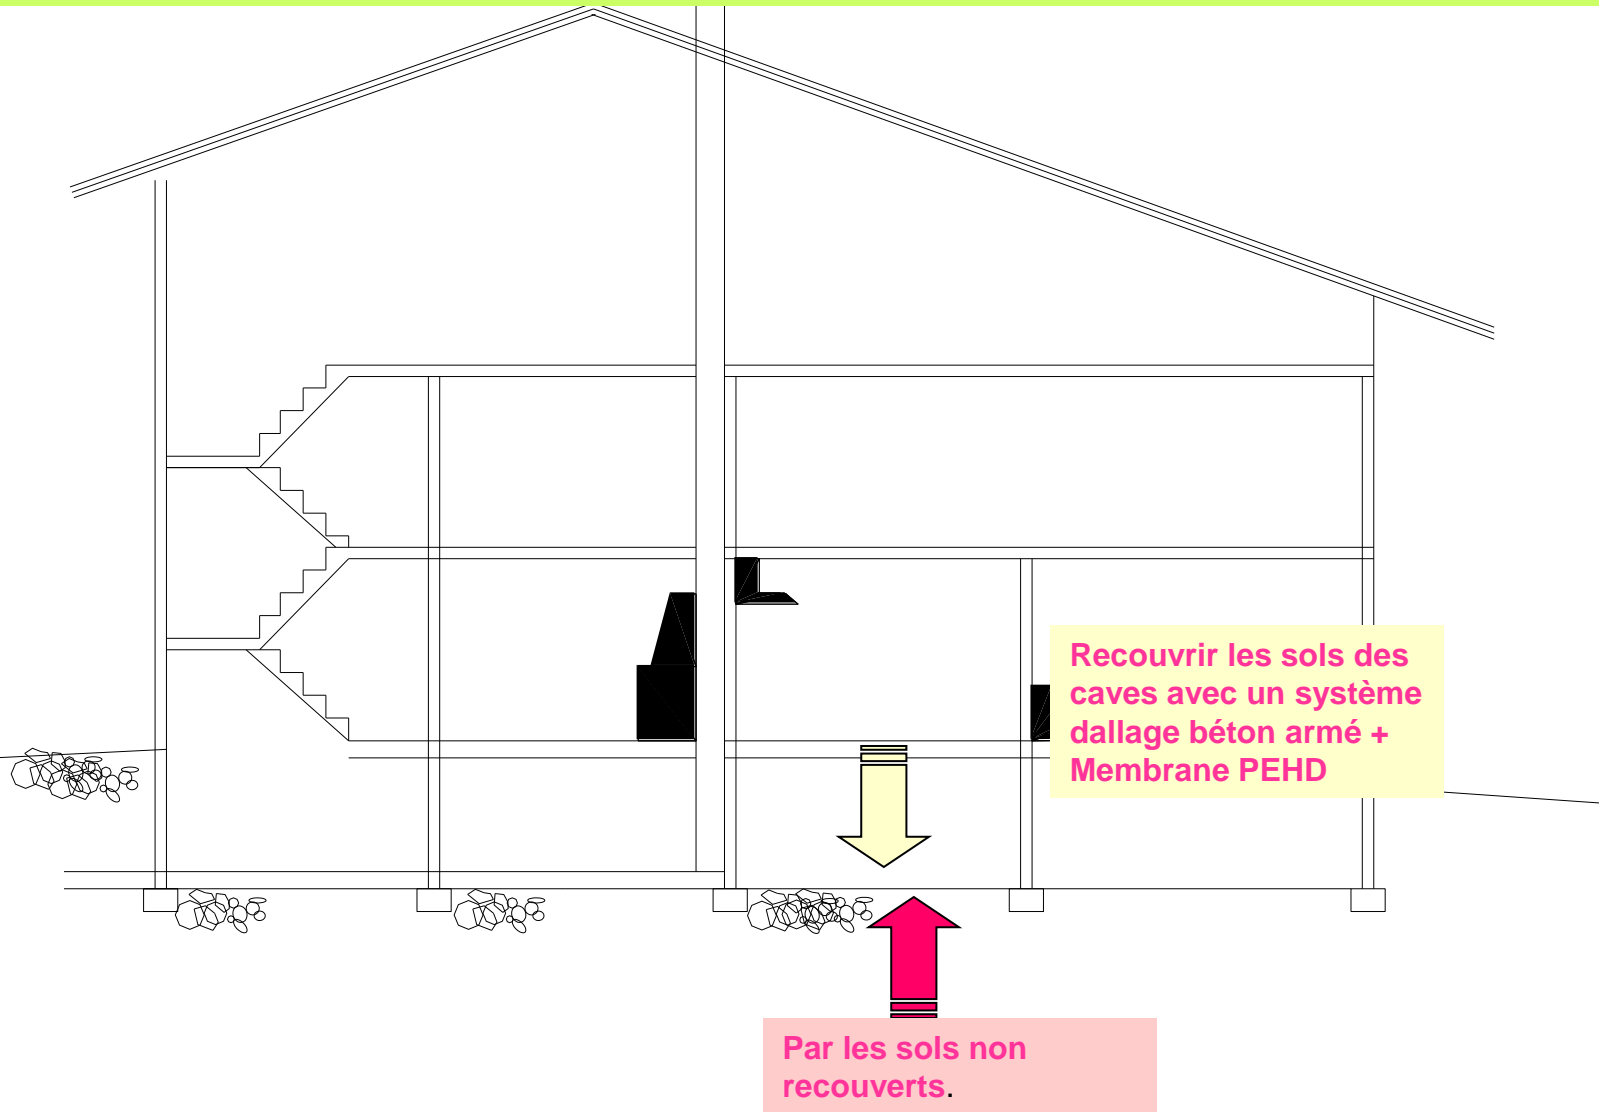 Recouvrir les sols des
caves avec un système
dallage béton armé +
Membrane PEHD
Par les sols non
recouverts.